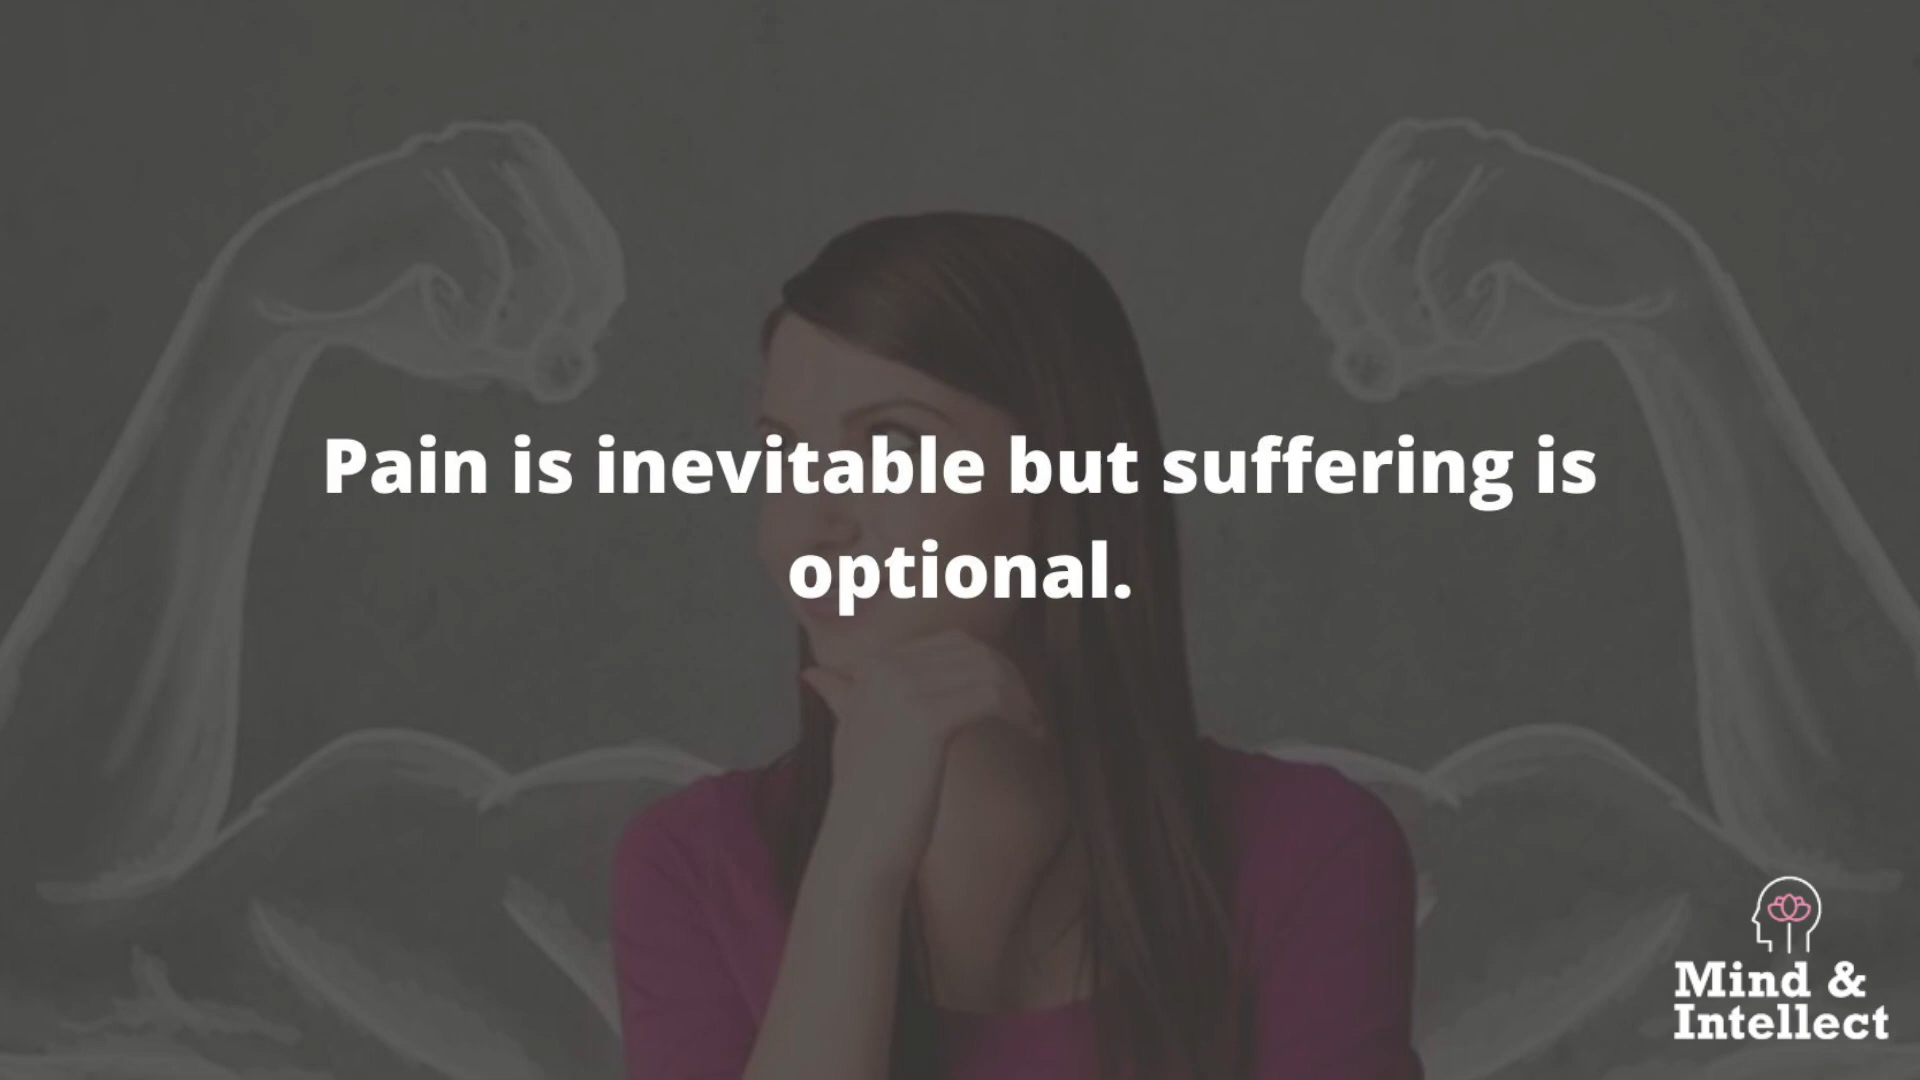 Pain is inevitable but suffering is
optional.
Mind &
Intellect